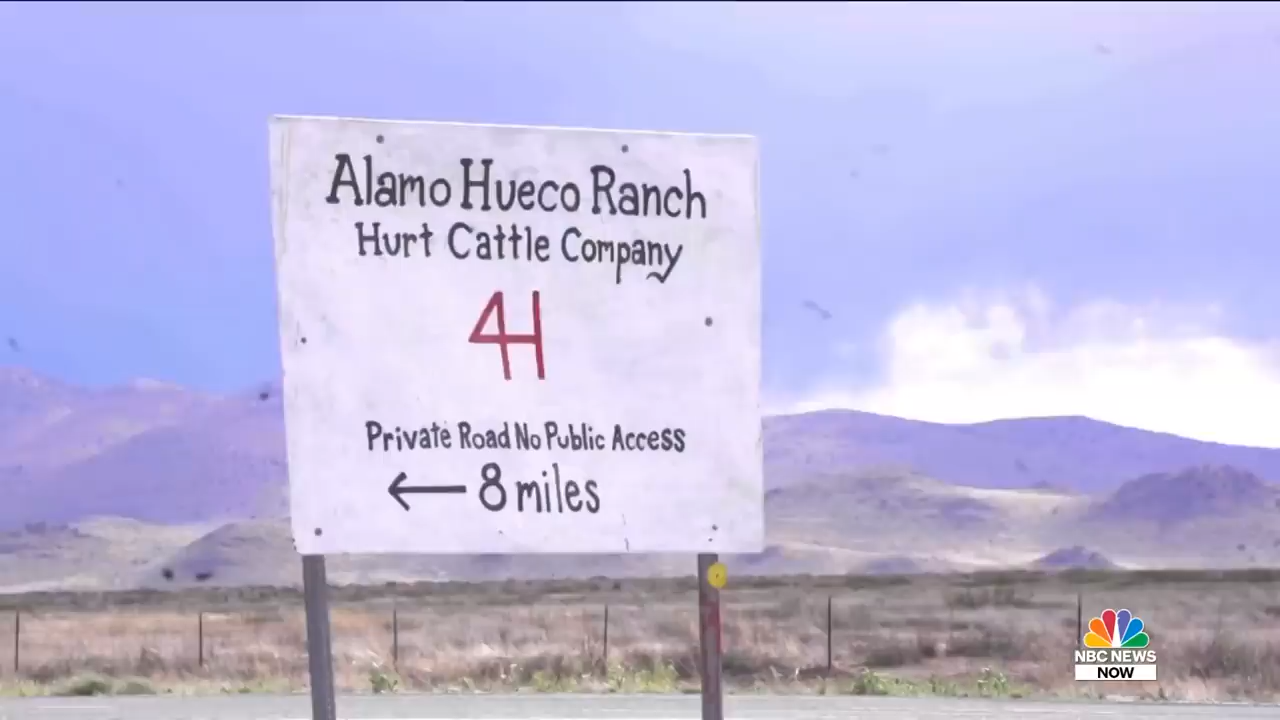 Alamo Hueco Ranch
Hurt Cattle Company
4H
Private Road No Public Access
← 8 miles
NBC NEWS
NOW